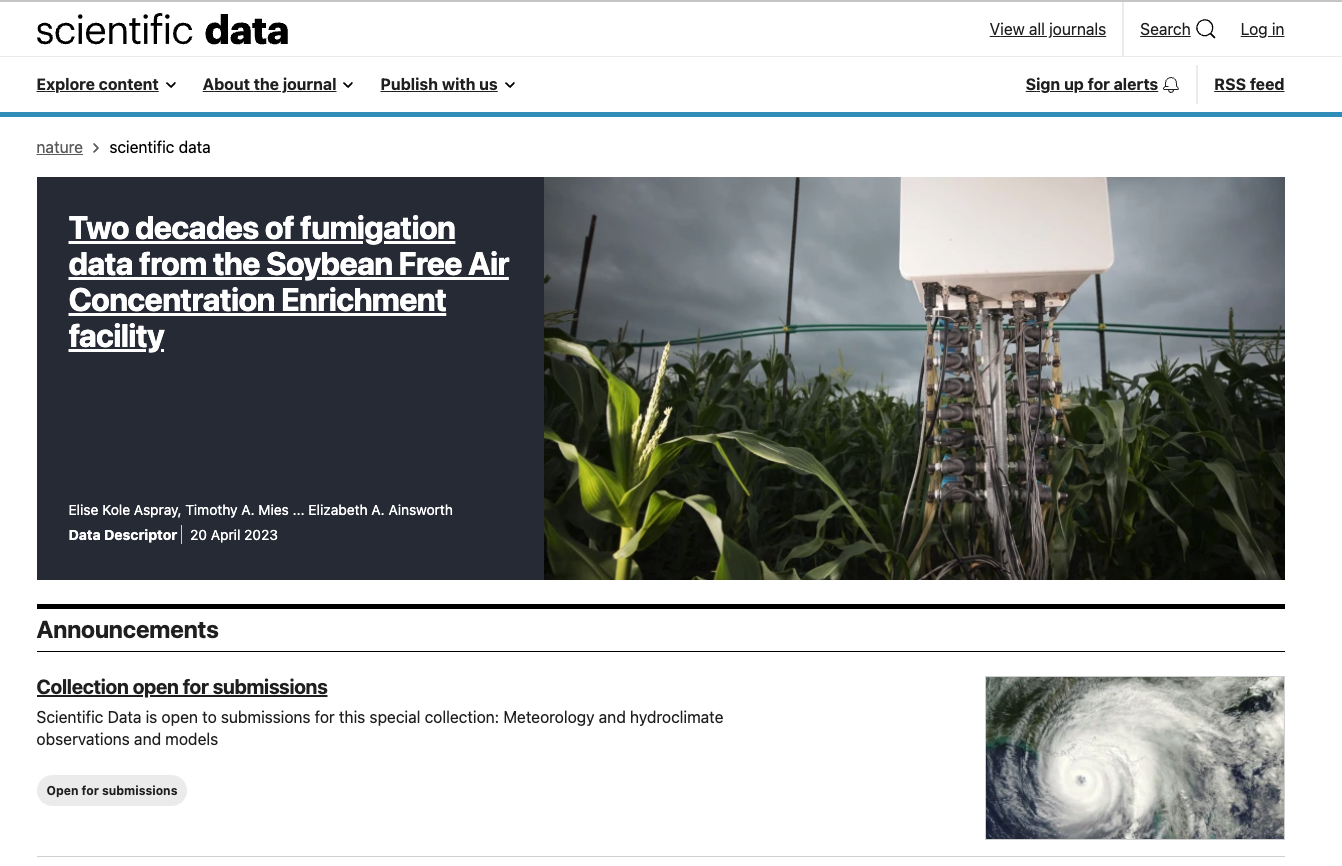 scientific data
View all journals
Search
Log in
Explore content
About the journal
Publish with us
Sign up for alerts
RSS feed
nature > scientific data
Two decades of fumigation
data from the Soybean Free Air
Concentration Enrichment
facility
Elise Kole Aspray, Timothy A. Mies ... Elizabeth A. Ainsworth
Data Descriptor | 20 April 2023
Announcements
Collection open for submissions
Scientific Data is open to submissions for this special collection: Meteorology and hydroclimate
observations and models
Open for submissions